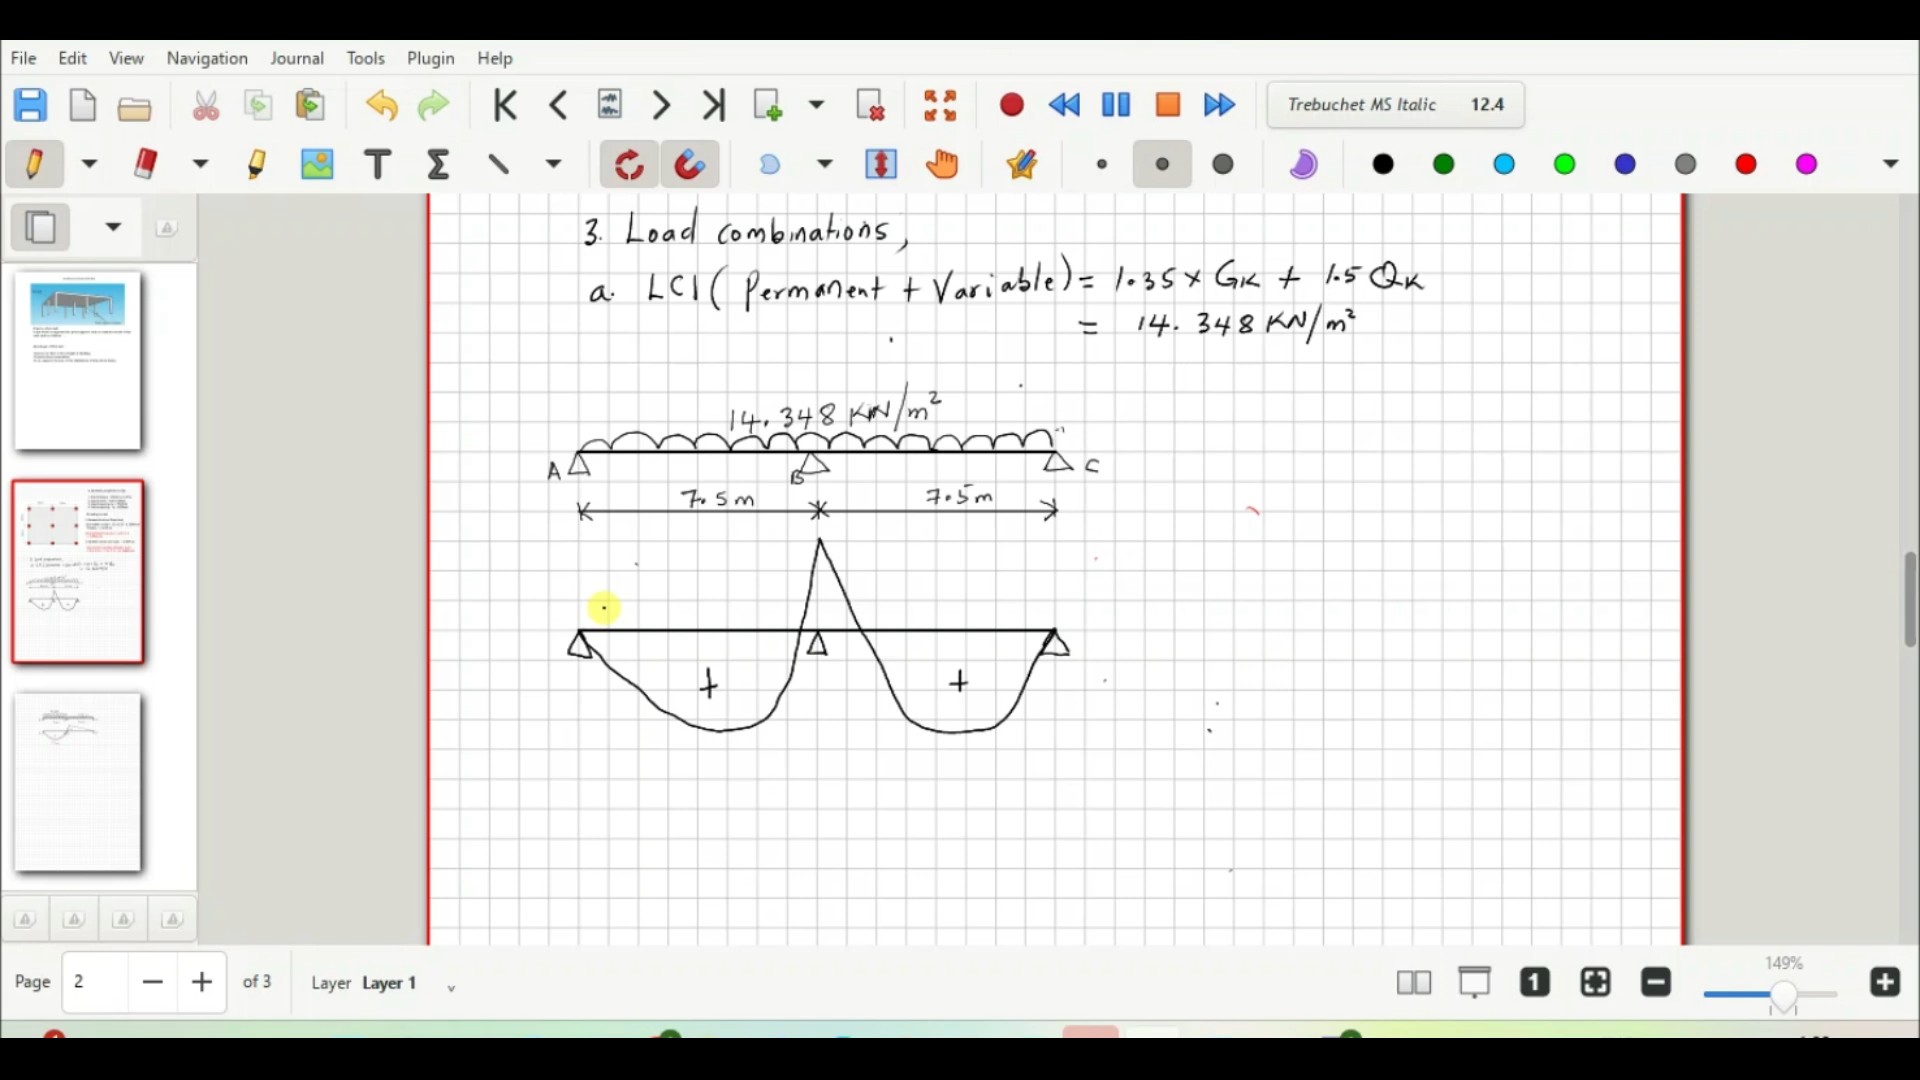 File Edit View Navigation Journal Tools Plugin Help
Trebuchet MS Italic 12.4
3. Load combinations,
a. LC1 ( Permanent + Variable) = 1.35 x GK + 1.5 QK
= 14.348 KN/m²
14.348 KN/m²
A B C
7.5m 7.5m
+ +
Page 2 of 3 Layer Layer 1
149%